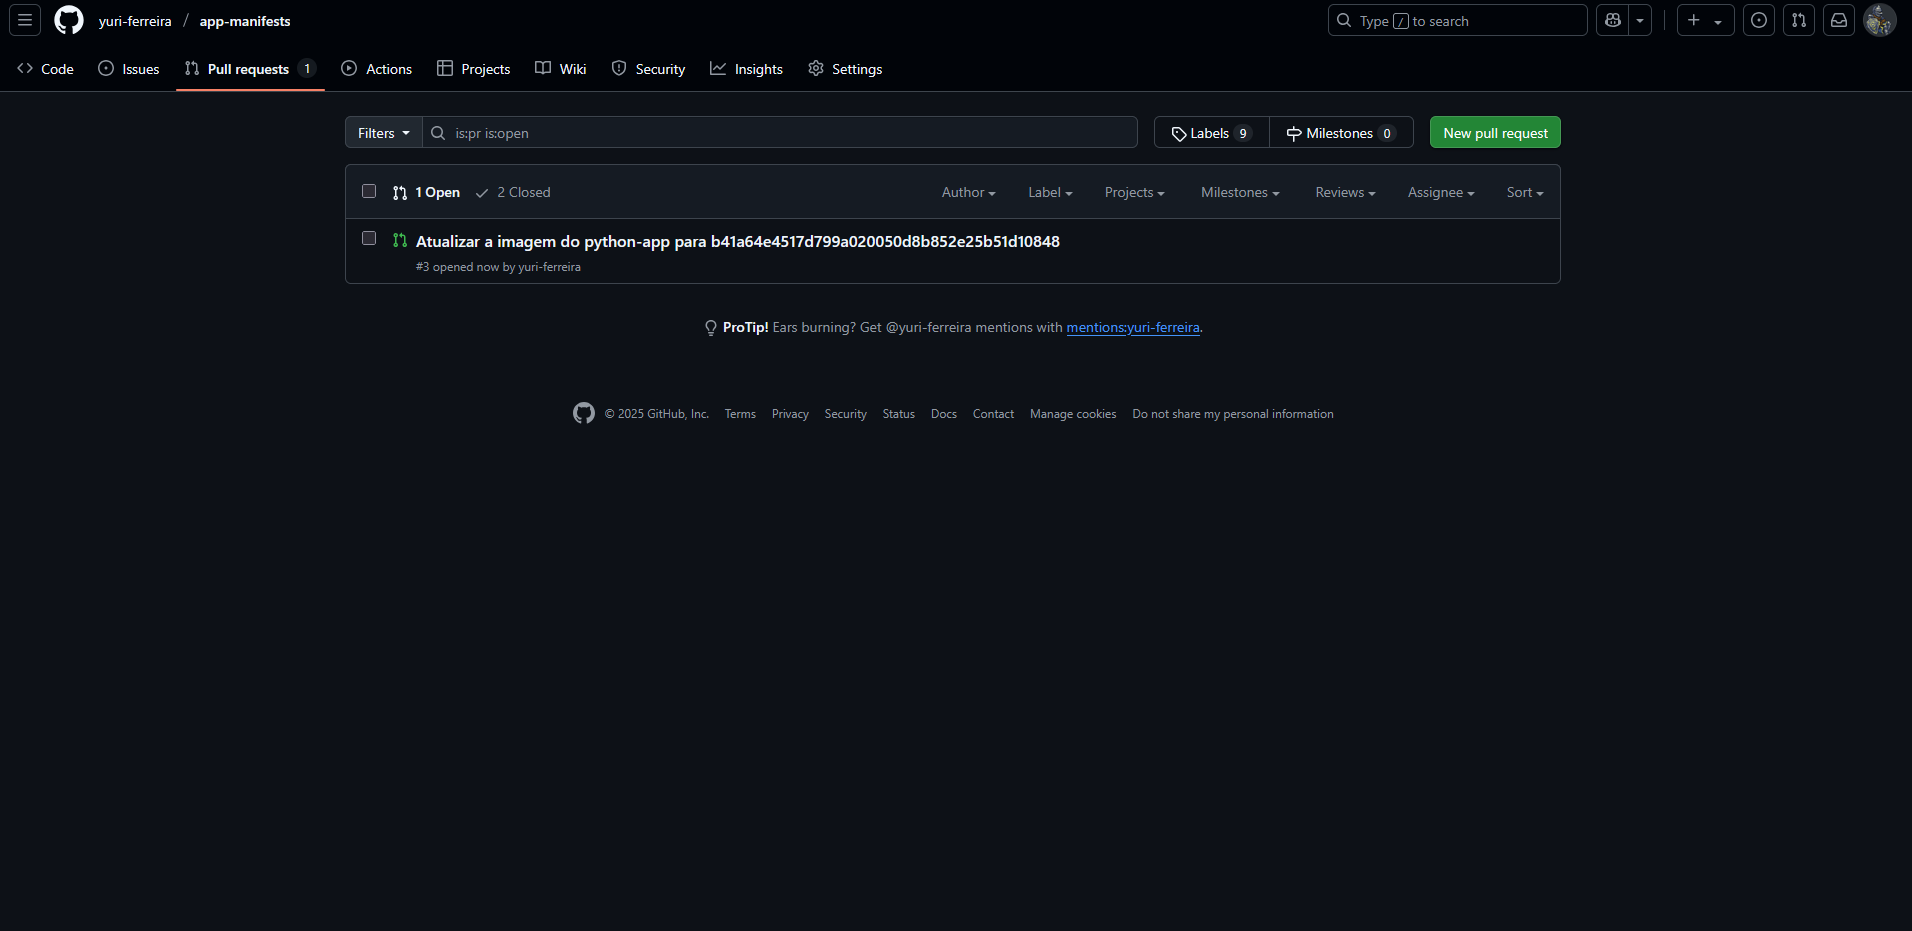 yuri-ferreira / app-manifests
Type / to search
Code Issues Pull requests 1 Actions Projects Wiki Security Insights Settings
Filters is:pr is:open Labels 9 Milestones 0 New pull request
1 Open 2 Closed Author Label Projects Milestones Reviews Assignee Sort
Atualizar a imagem do python-app para b41a64e4517d799a020050d8b852e25b51d10848
#3 opened now by yuri-ferreira
ProTip! Ears burning? Get @yuri-ferreira mentions with mentions:yuri-ferreira.
© 2025 GitHub, Inc. Terms Privacy Security Status Docs Contact Manage cookies Do not share my personal information